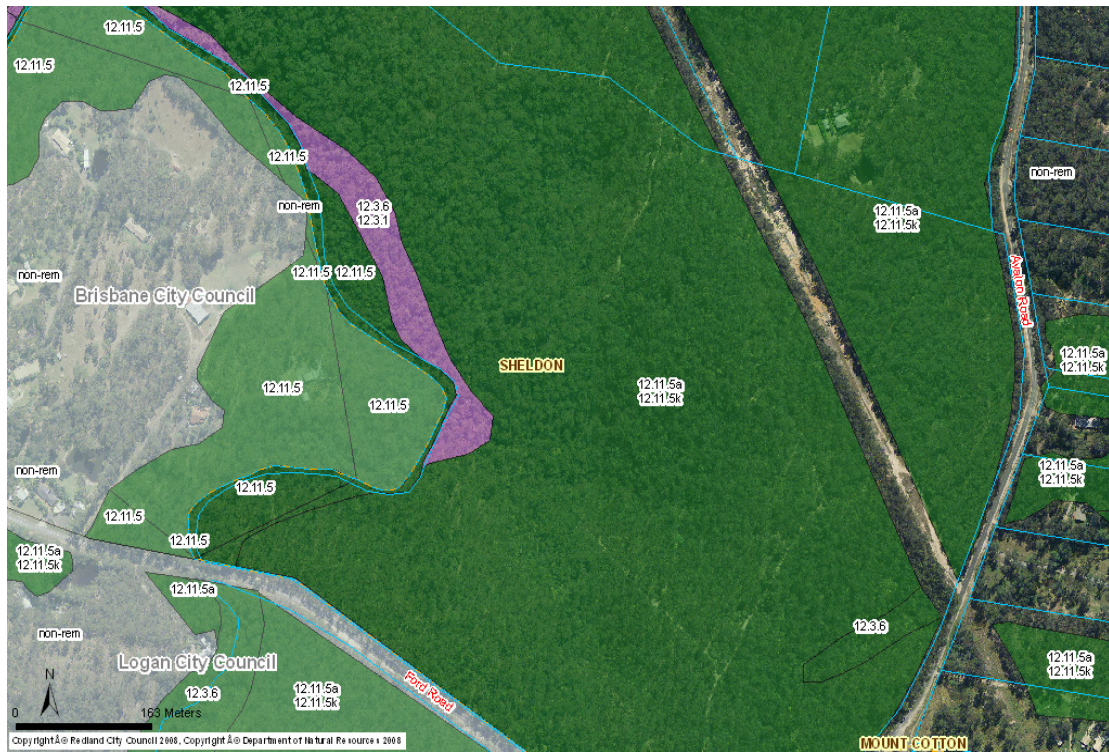 12.11.5
12.11.5
12.11.5
12.11.5
non-rem
12.3.6
12.3.1
non-rem
12.11.5a
12.11.5k
non-rem
12.11.5
12.11.5
Brisbane City Council
Avalon Road
SHELDON
12.11.5a
12.11.5k
12.11.5a
12.11.5k
12.11.5
12.11.5
non-rem
12.11.5
12.11.5a
12.11.5k
12.11.5
12.11.5
12.11.5a
12.11.5k
12.11.5a
non-rem
12.3.6
Logan City Council
12.11.5a
12.11.5k
N
12.3.6
12.11.5a
12.11.5k
Ford Road
0
163 Meters
Copyright Â© Redland City Council 2008, Copyright Â© Department of Natural Resources 2008
MOUNT COTTON